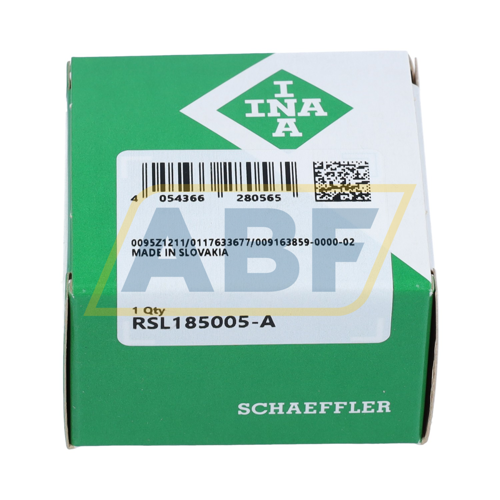 I
INA
A
4 054366 280565
0095Z1211/0117633677/009163859-0000-02
MADE IN SLOVAKIA
ABF
1 Qty
RSL185005-A
SCHAEFFLER